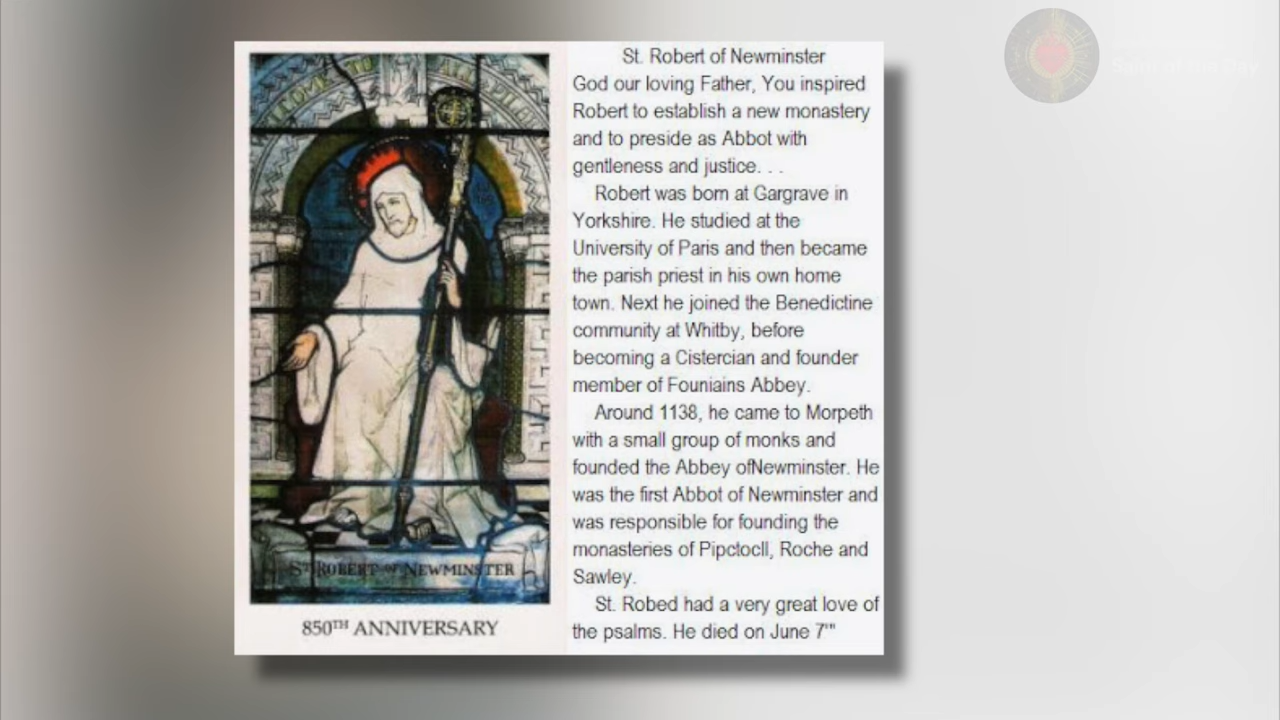 St. Robert of Newminster
God our loving Father, You inspired
Robert to establish a new monastery
and to preside as Abbot with
gentleness and justice. . .
Robert was born at Gargrave in
Yorkshire. He studied at the
University of Paris and then became
the parish priest in his own home
town. Next he joined the Benedictine
community at Whitby, before
becoming a Cistercian and founder
member of Founiains Abbey.
Around 1138, he came to Morpeth
with a small group of monks and
founded the Abbey ofNewminster. He
was the first Abbot of Newminster and
was responsible for founding the
monasteries of Pipctocll, Roche and
Sawley.
St. Robed had a very great love of
the psalms. He died on June 7'"
ST ROBERT OF NEWMINSTER
850TH ANNIVERSARY
Saint of the Day